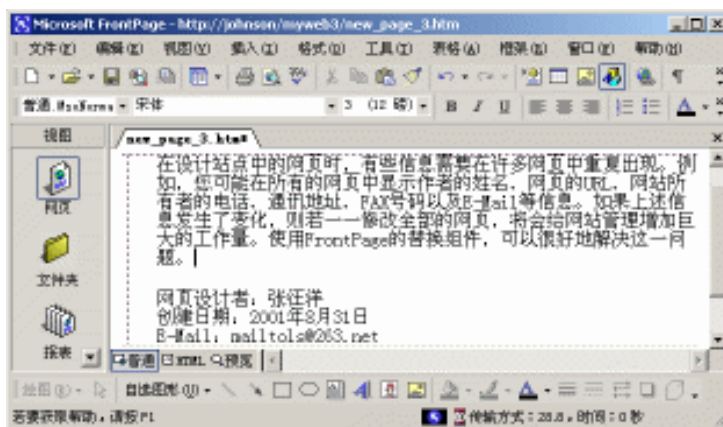 Microsoft FrontPage - http://johnson/myweb3/new_page_3.htm
文件(F) 编辑(E) 视图(V) 插入(I) 格式(O) 工具(T) 表格(A) 框架(R) 窗口(W) 帮助(H)
宋体 3 (12 磅) B I U A
视图 new_page_3.htm*
在设计站点中的网页时，有些信息需要在许多网页中重复出现。例
如，您可能在所有的网页中显示作者的姓名、网页的URL、网站所
有者的电话、通讯地址、FAX号码以及E-Mail等信息。如果上述信
息发生了变化，则若一一修改全部的网页，将会给网站管理增加巨
大的工作量。使用FrontPage的替换组件，可以很好地解决这一问
题。
网页
文件夹
网页设计者：张汪洋
创建日期：2001年8月31日
E-Mail：mailtols@263.net
报表
普通 HTML 预览
绘图(D) 自选图形(U) A
若要获取帮助，请按F1 传输方式：28.8，时间：0 秒